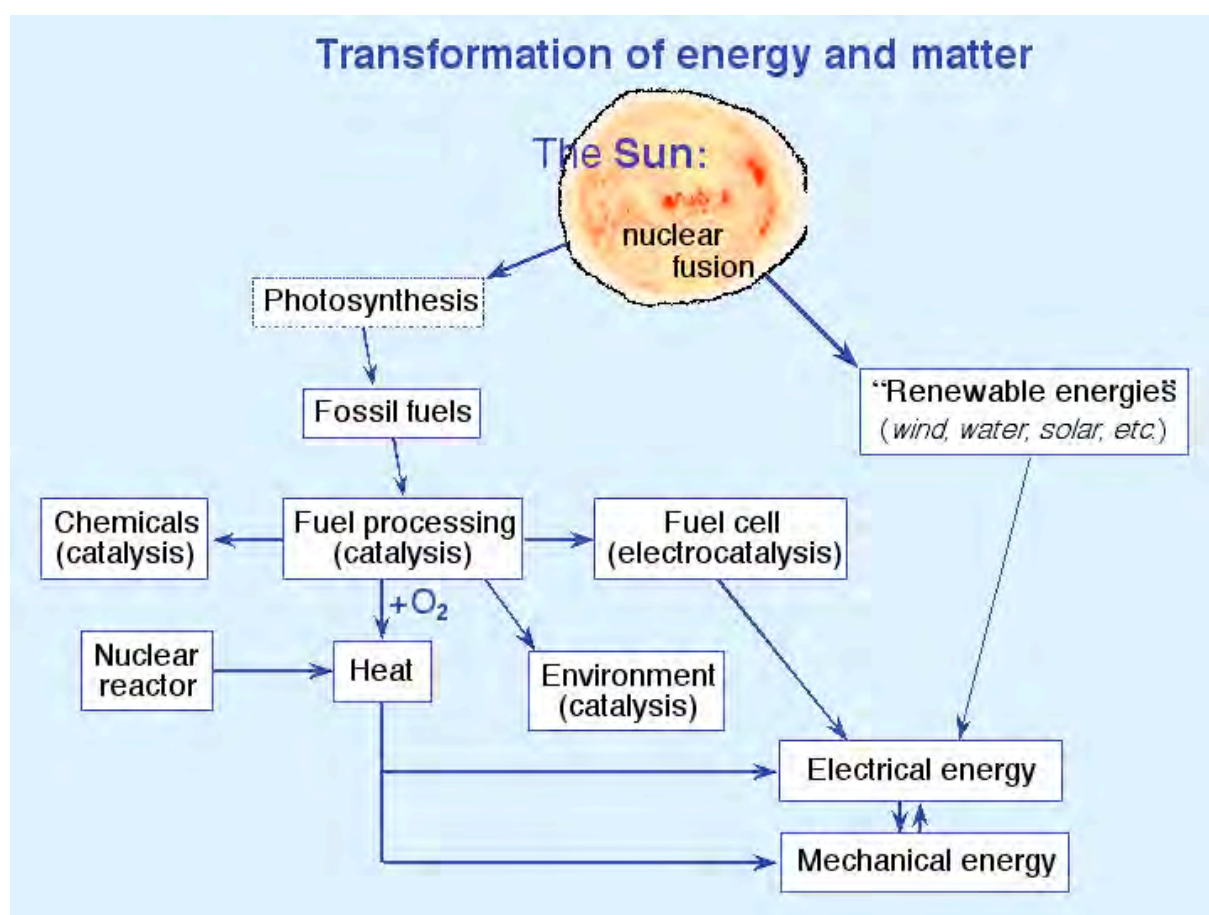 Transformation of energy and matter
The Sun:
nuclear
fusion
Photosynthesis
"Renewable energies"
(wind, water, solar, etc.)
Fossil fuels
Chemicals
(catalysis)
Fuel processing
(catalysis)
Fuel cell
(electrocatalysis)
+O₂
Nuclear
reactor
Heat
Environment
(catalysis)
Electrical energy
Mechanical energy